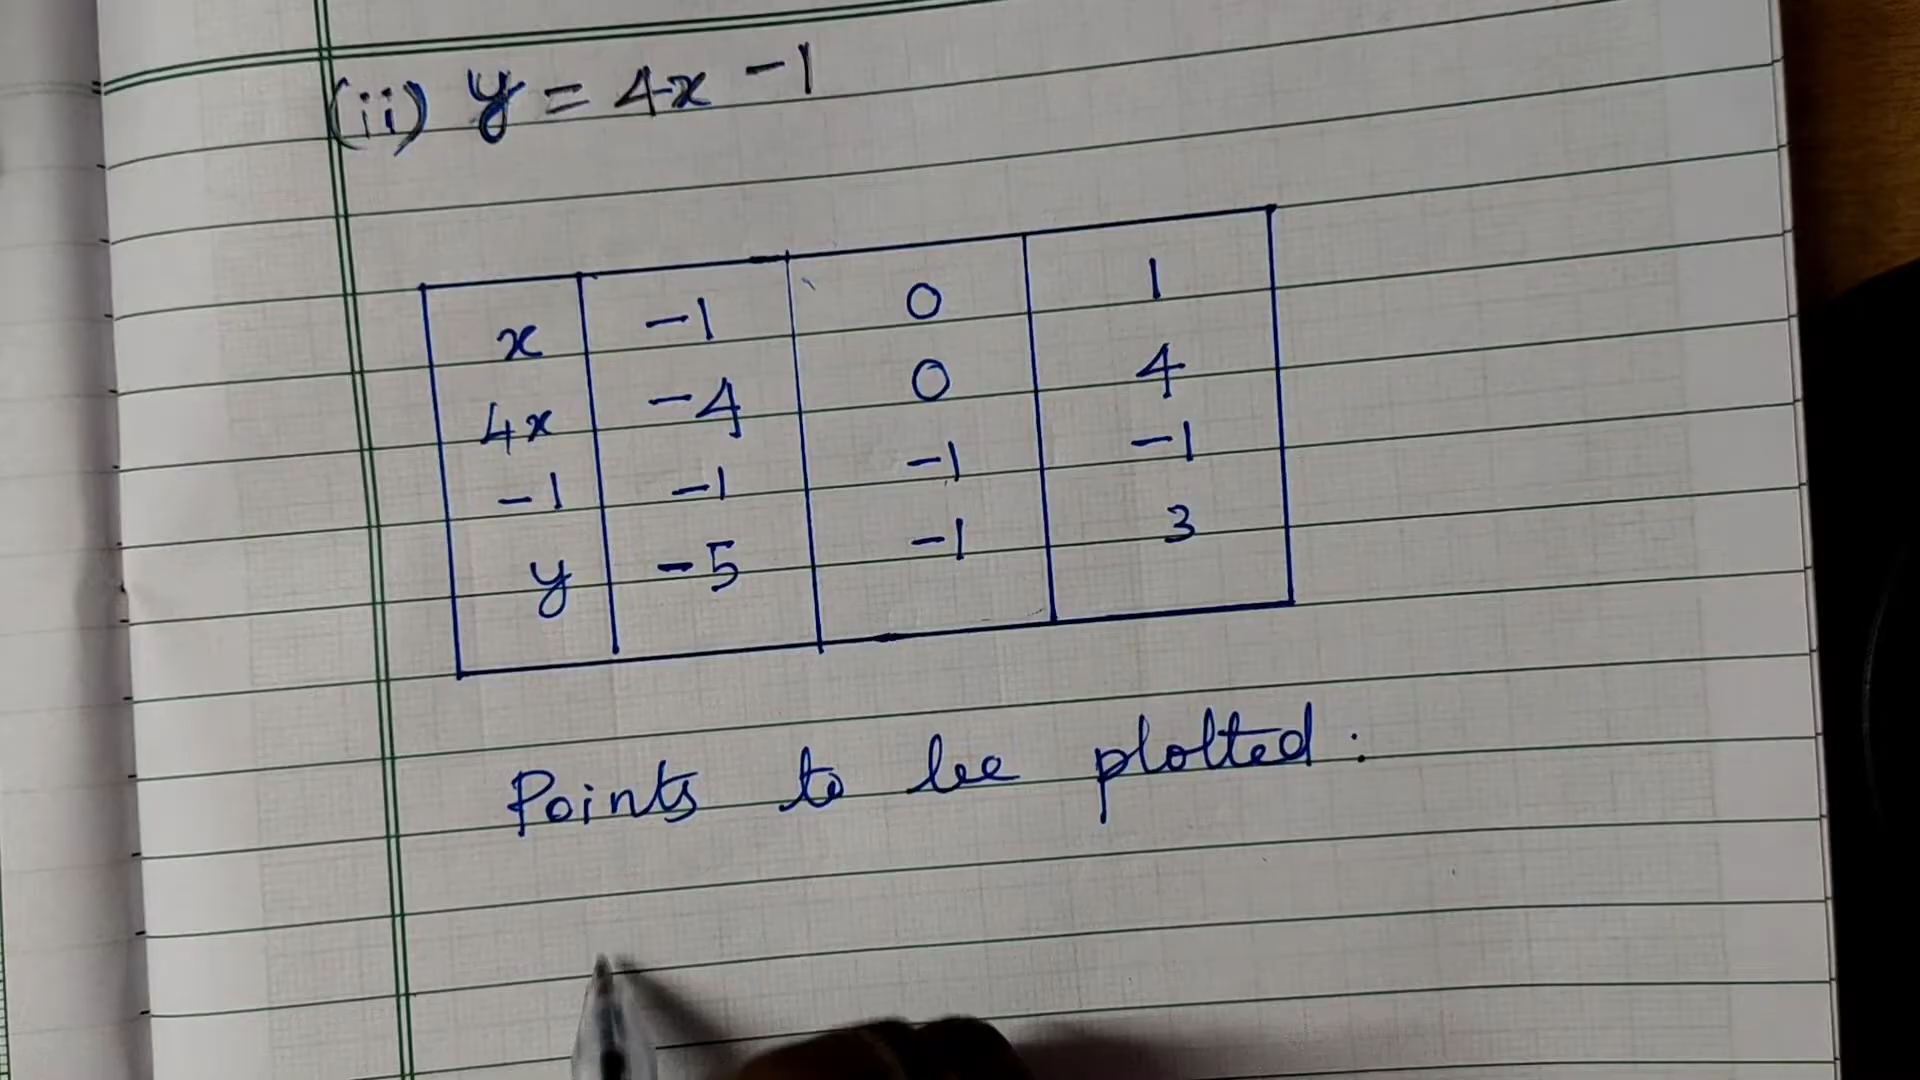 (ii) y = 4x - 1
x -1 0 1
4x -4 0 4
-1 -1 -1 -1
y -5 -1 3
Points to be plotted :